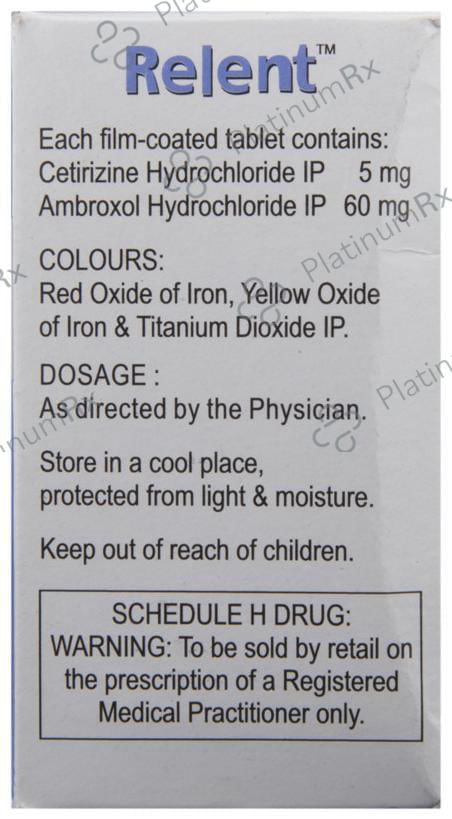 Relent™
Each film-coated tablet contains:
Cetirizine Hydrochloride IP 5 mg
Ambroxol Hydrochloride IP 60 mg
COLOURS:
Red Oxide of Iron, Yellow Oxide
of Iron & Titanium Dioxide IP.
DOSAGE :
As directed by the Physician.
Store in a cool place,
protected from light & moisture.
Keep out of reach of children.
SCHEDULE H DRUG:
WARNING: To be sold by retail on
the prescription of a Registered
Medical Practitioner only.
PlatinumRx
PlatinumRx